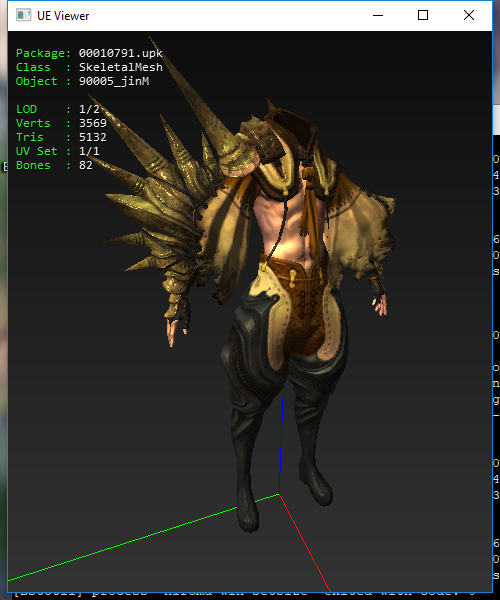 UE Viewer
Package: 00010791.upk
Class : SkeletalMesh
Object : 90005_jinM
LOD : 1/2
Verts : 3569
Tris : 5132
UV Set : 1/1
Bones : 82